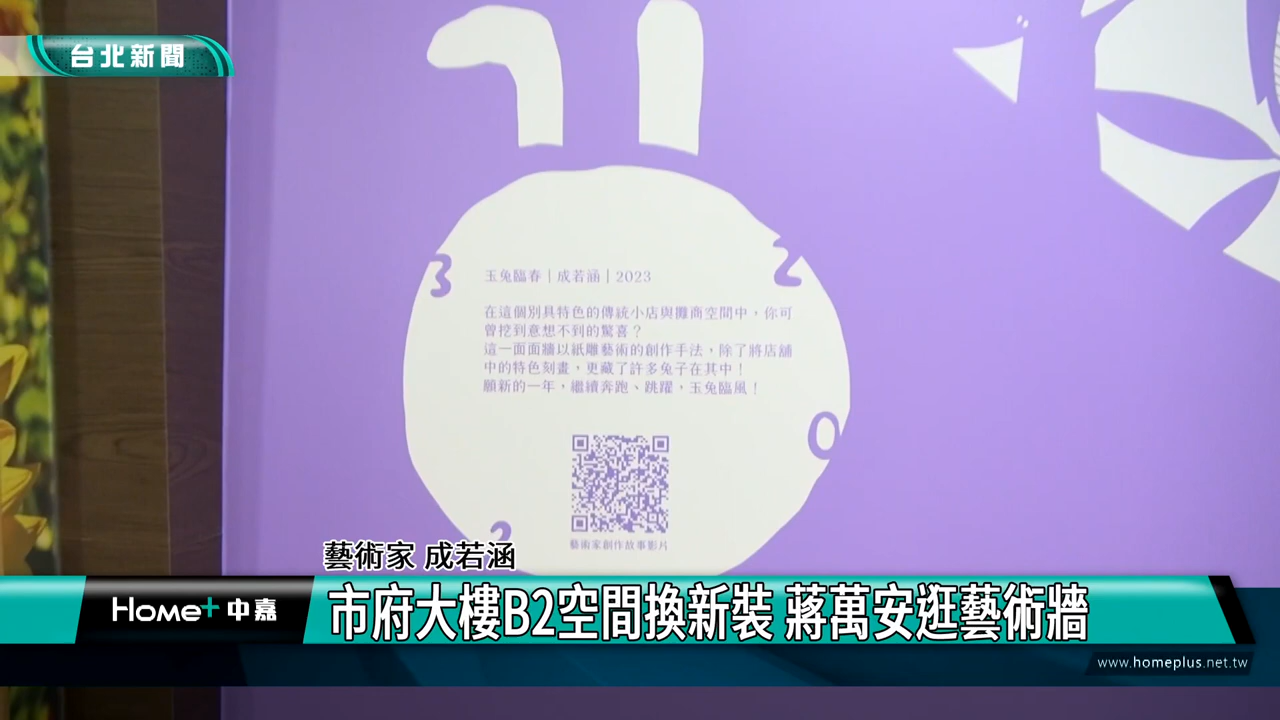 台北新聞
3
2
玉兔臨春｜成若涵｜2023
在這個別具特色的傳統小店與攤商空間中，你可
曾挖到意想不到的驚喜？
這一面面牆以紙雕藝術的創作手法，除了將店舖
中的特色刻畫，更藏了許多兔子在其中！
願新的一年，繼續奔跑、跳躍，玉兔臨風！
0
2
藝術家創作故事影片
藝術家 成若涵
Home+中嘉
市府大樓B2空間換新裝 蔣萬安逛藝術牆
www.homeplus.net.tw